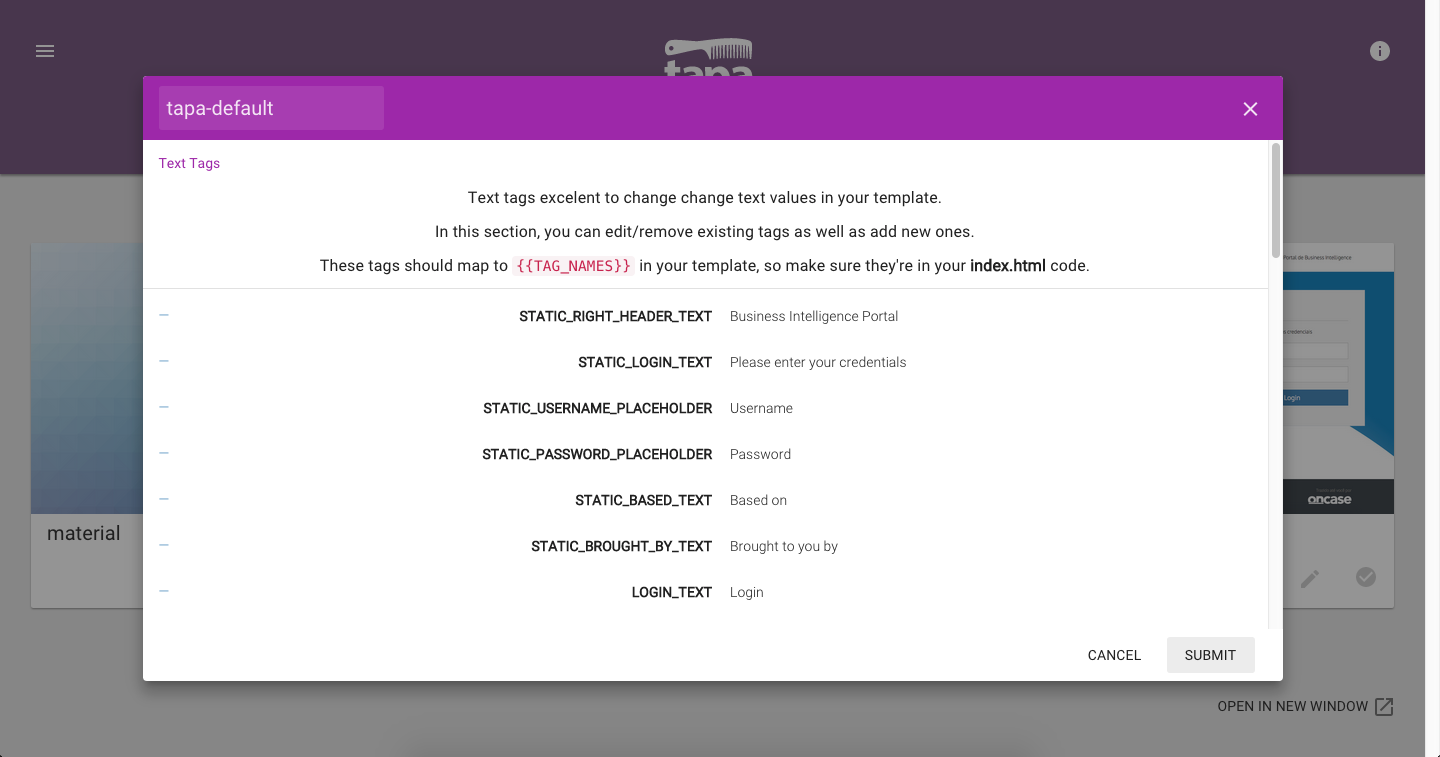 tapa
tapa-default
Text Tags
Text tags excelent to change change text values in your template.
In this section, you can edit/remove existing tags as well as add new ones.
These tags should map to {{TAG_NAMES}} in your template, so make sure they're in your index.html code.
STATIC_RIGHT_HEADER_TEXT Business Intelligence Portal
STATIC_LOGIN_TEXT Please enter your credentials
STATIC_USERNAME_PLACEHOLDER Username
STATIC_PASSWORD_PLACEHOLDER Password
STATIC_BASED_TEXT Based on
STATIC_BROUGHT_BY_TEXT Brought to you by
LOGIN_TEXT Login
CANCEL SUBMIT
material
Portal de Business Intelligence
Login
oncase
OPEN IN NEW WINDOW